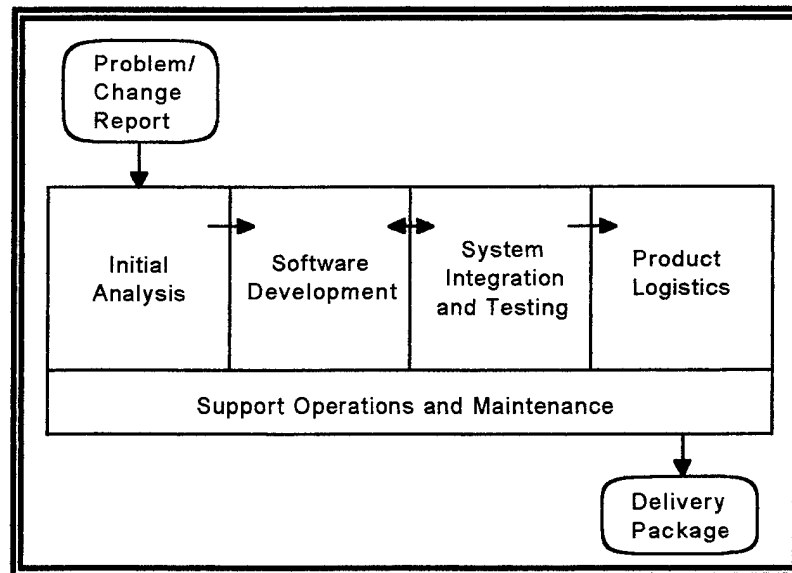 Problem/
Change
Report
Initial
Analysis
Software
Development
System
Integration
and Testing
Product
Logistics
Support Operations and Maintenance
Delivery
Package